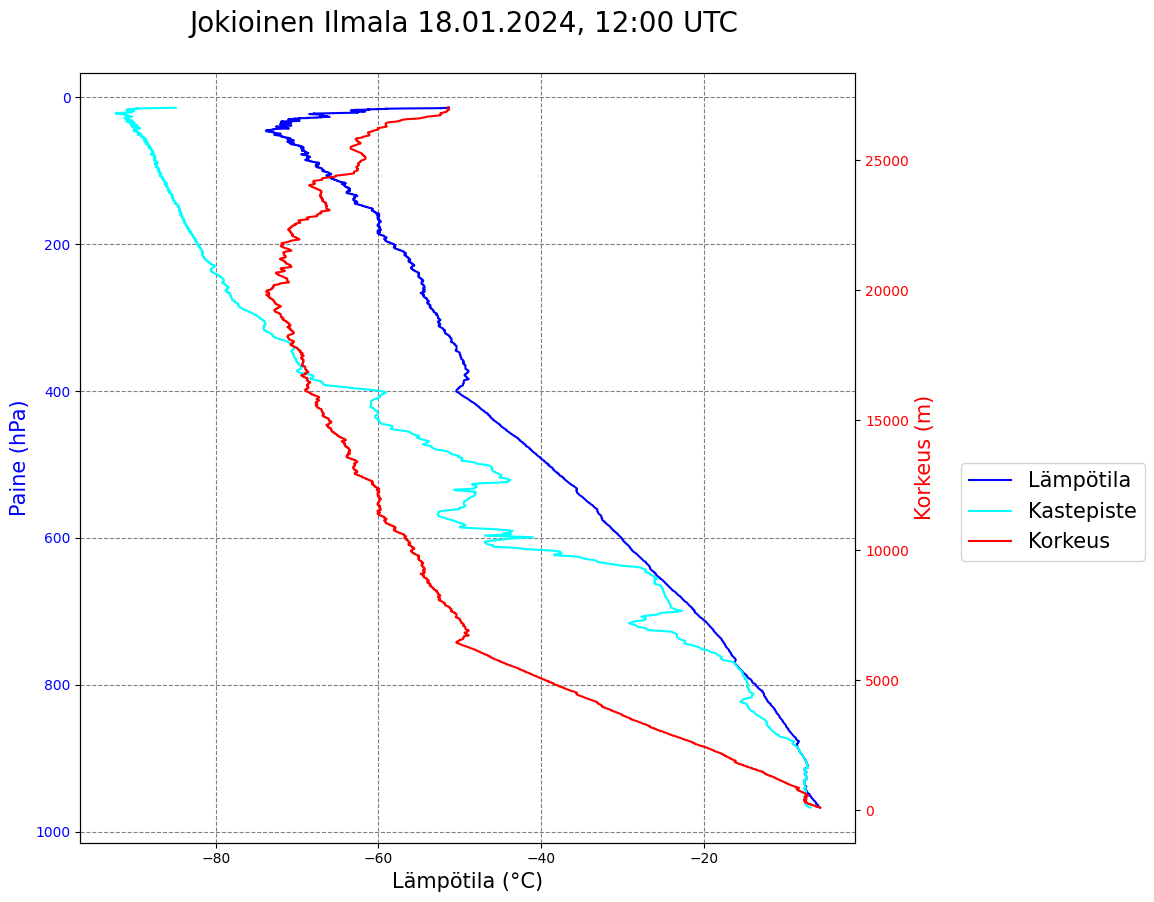 Jokioinen Ilmala 18.01.2024, 12:00 UTC
0
200
400
600
800
1000
Paine (hPa)
−80
−60
−40
−20
Lämpötila (°C)
25000
20000
15000
10000
5000
0
Korkeus (m)
Lämpötila
Kastepiste
Korkeus